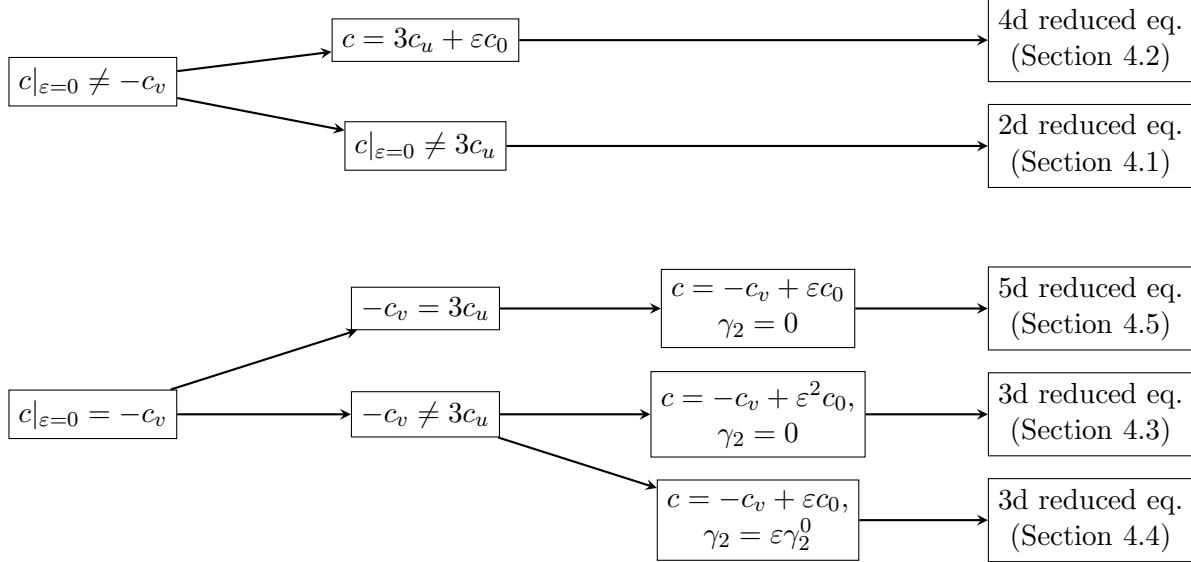 c|_{ε=0} ≠ −c_v
c = 3c_u + εc_0
4d reduced eq.
(Section 4.2)
c|_{ε=0} ≠ 3c_u
2d reduced eq.
(Section 4.1)
c|_{ε=0} = −c_v
−c_v = 3c_u
c = −c_v + εc_0
γ_2 = 0
5d reduced eq.
(Section 4.5)
−c_v ≠ 3c_u
c = −c_v + ε^2c_0,
γ_2 = 0
3d reduced eq.
(Section 4.3)
c = −c_v + εc_0,
γ_2 = εγ_2^0
3d reduced eq.
(Section 4.4)